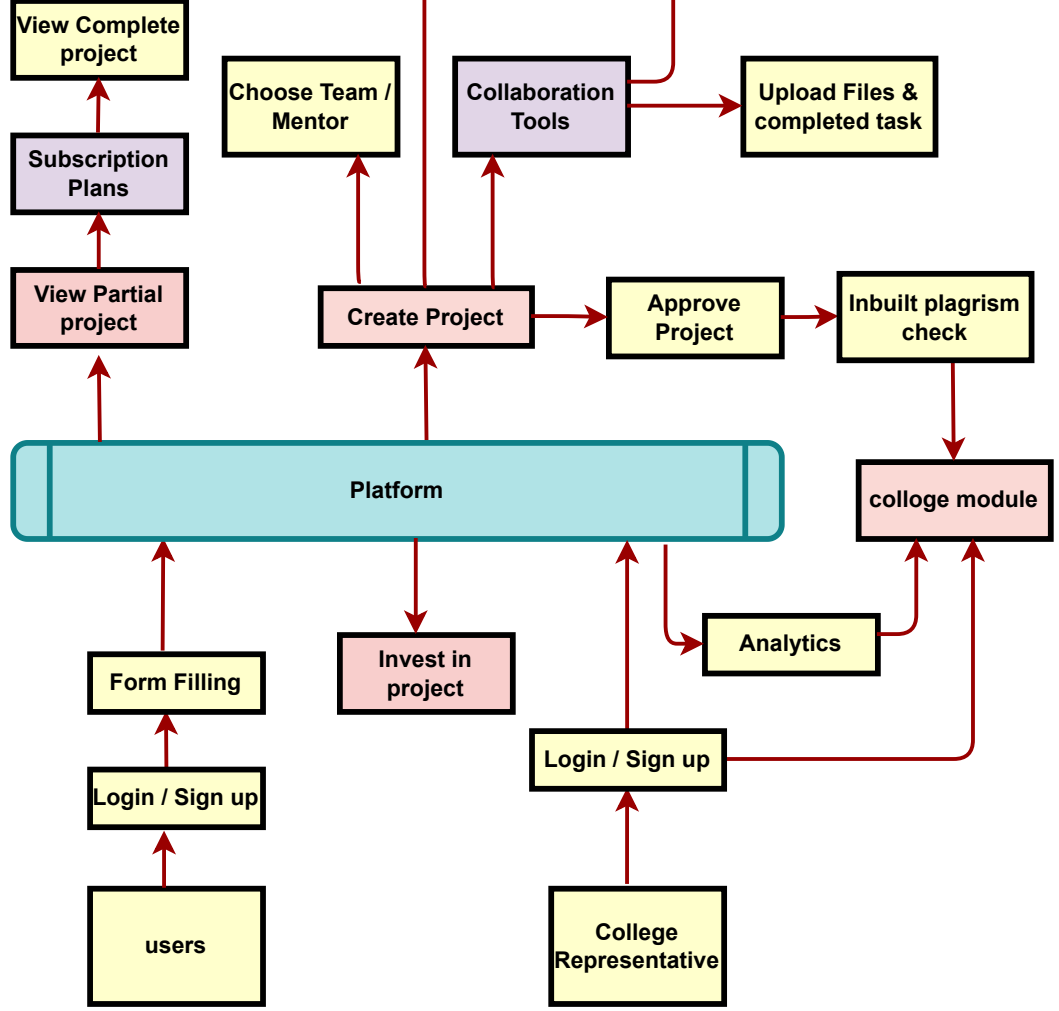 View Complete
project
Choose Team /
Mentor
Collaboration
Tools
Upload Files &
completed task
Subscription
Plans
View Partial
project
Create Project
Approve
Project
Inbuilt plagrism
check
Platform
colloge module
Analytics
Invest in
project
Form Filling
Login / Sign up
Login / Sign up
users
College
Representative